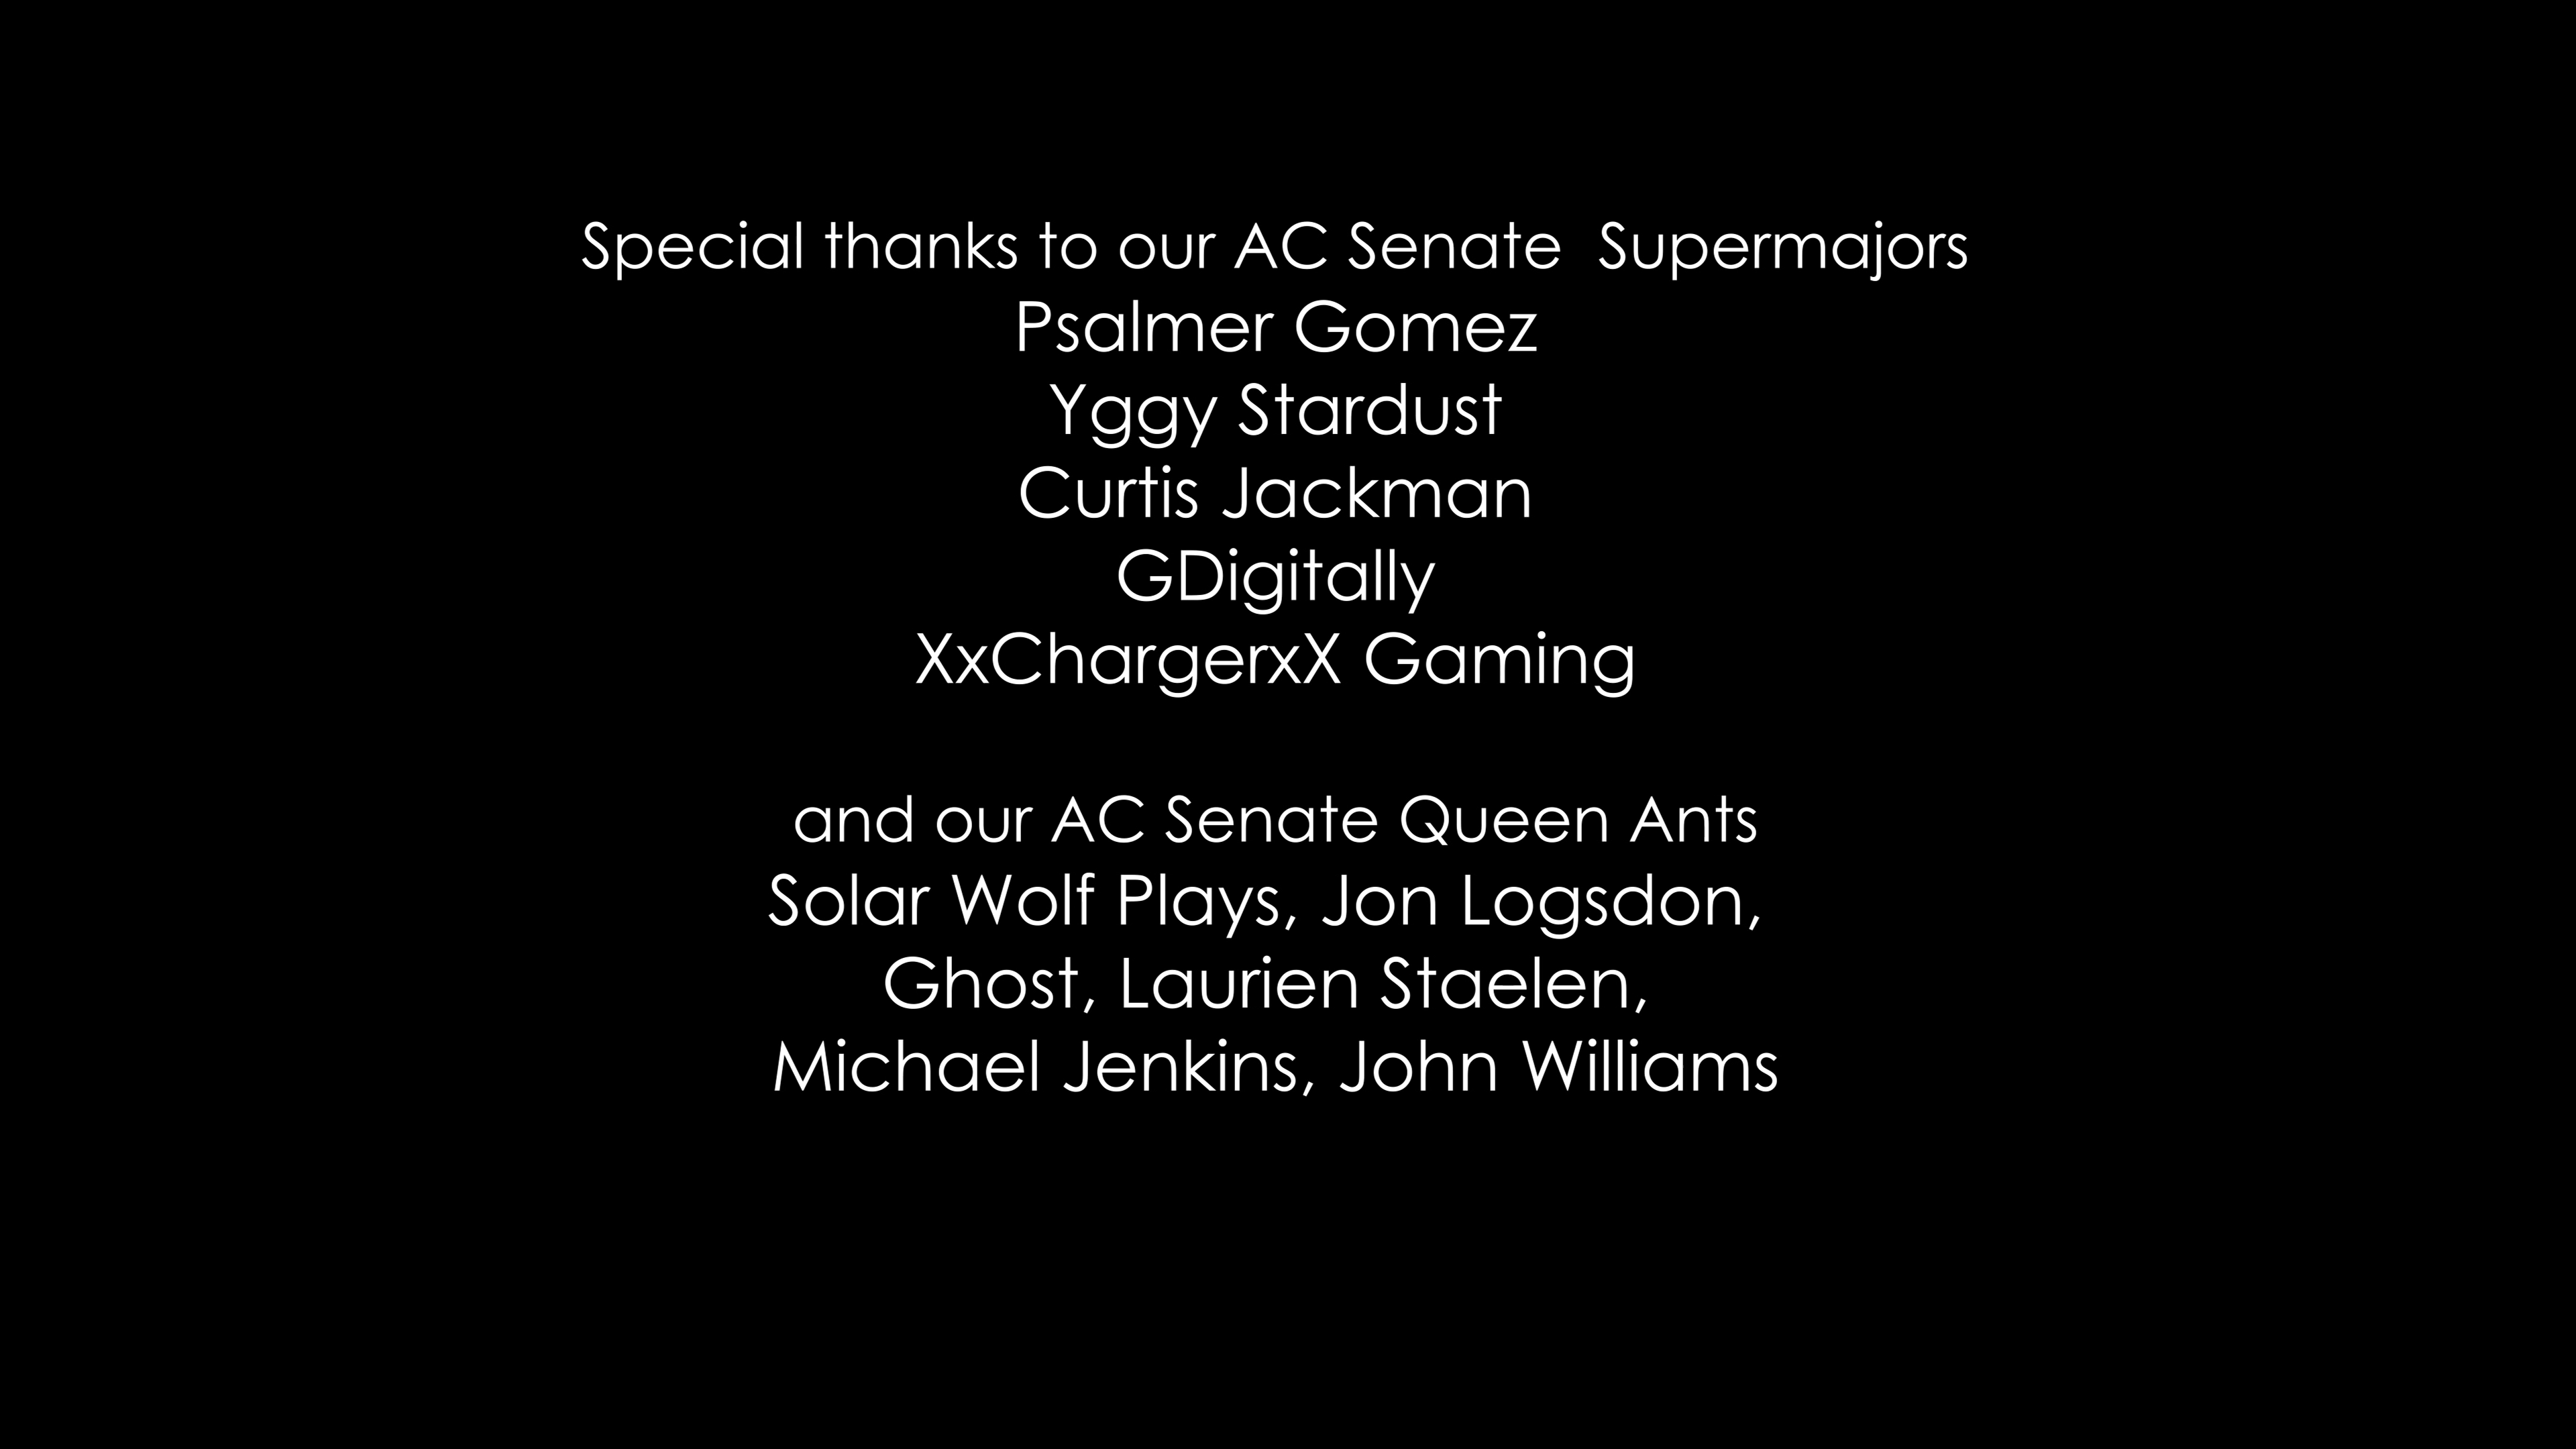 Special thanks to our AC Senate  Supermajors
Psalmer Gomez
Yggy Stardust
Curtis Jackman
GDigitally
XxChargerxX Gaming
and our AC Senate Queen Ants
Solar Wolf Plays, Jon Logsdon,
Ghost, Laurien Staelen,
Michael Jenkins, John Williams